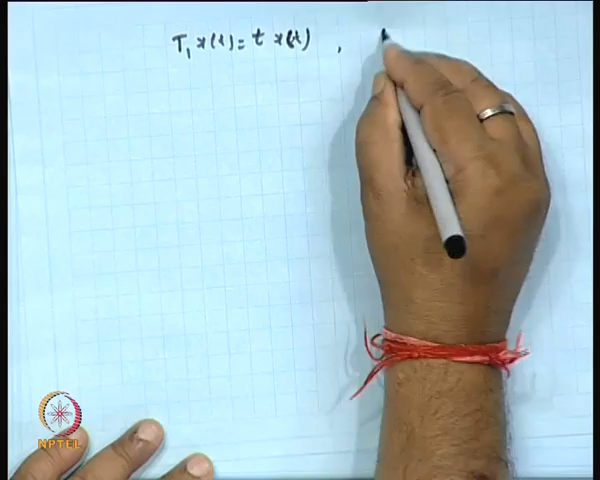 T₁ x(t) = t x(t) ,
NPTEL